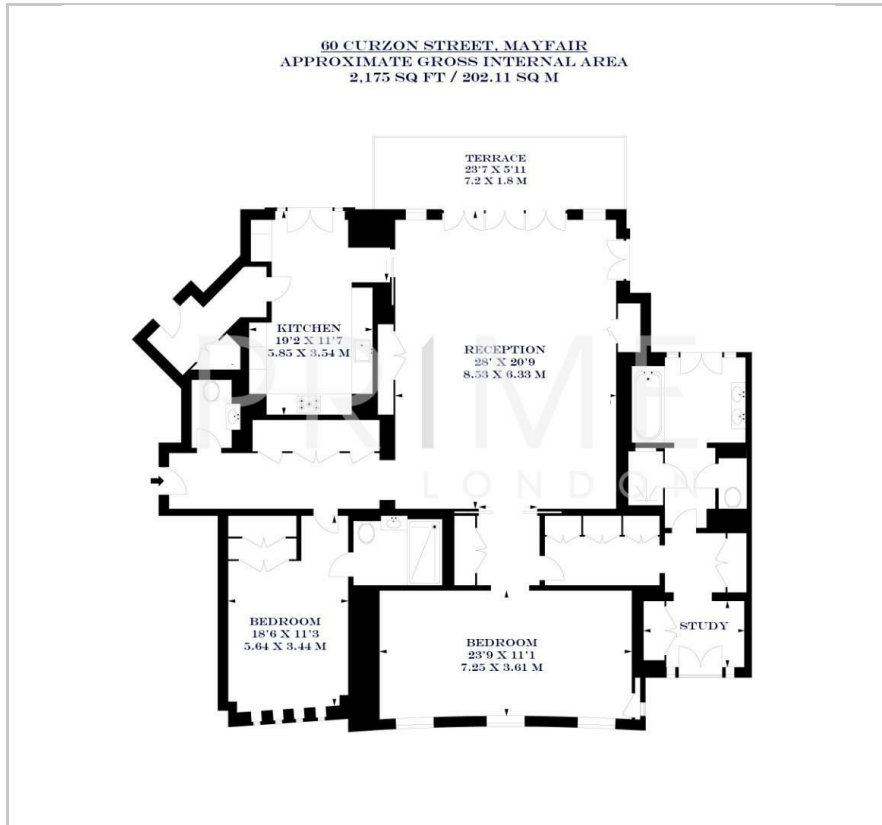 60 CURZON STREET, MAYFAIR
APPROXIMATE GROSS INTERNAL AREA
2,175 SQ FT / 202.11 SQ M
TERRACE
23'7 X 5'11
7.2 X 1.8 M
KITCHEN
19'2 X 11'7
5.85 X 3.54 M
RECEPTION
28' X 20'9
8.53 X 6.33 M
PRIME
LONDON
BEDROOM
18'6 X 11'3
5.64 X 3.44 M
BEDROOM
23'9 X 11'1
7.25 X 3.61 M
STUDY